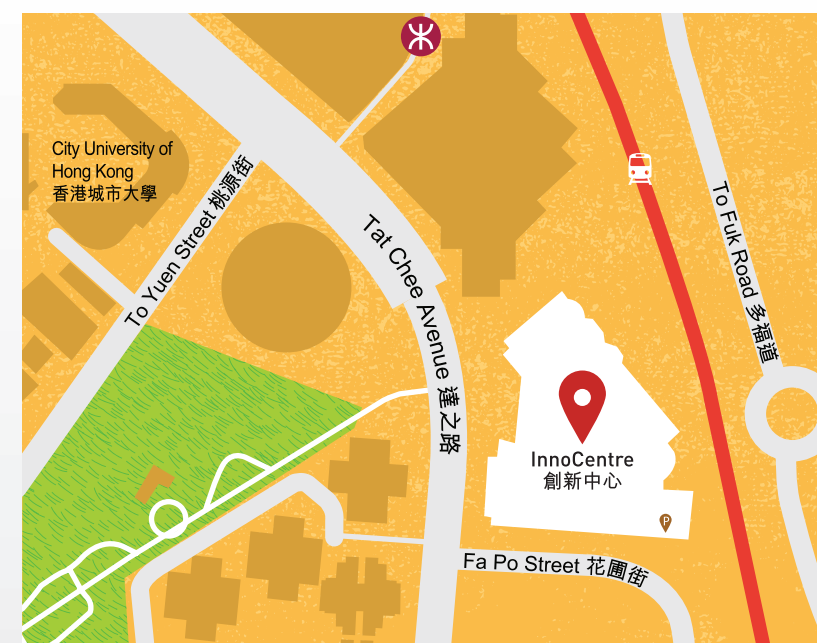 City University of
Hong Kong
香港城市大學
To Yuen Street 桃源街
Tat Chee Avenue 達之路
To Fuk Road 多福道
InnoCentre
創新中心
P
Fa Po Street 花圃街